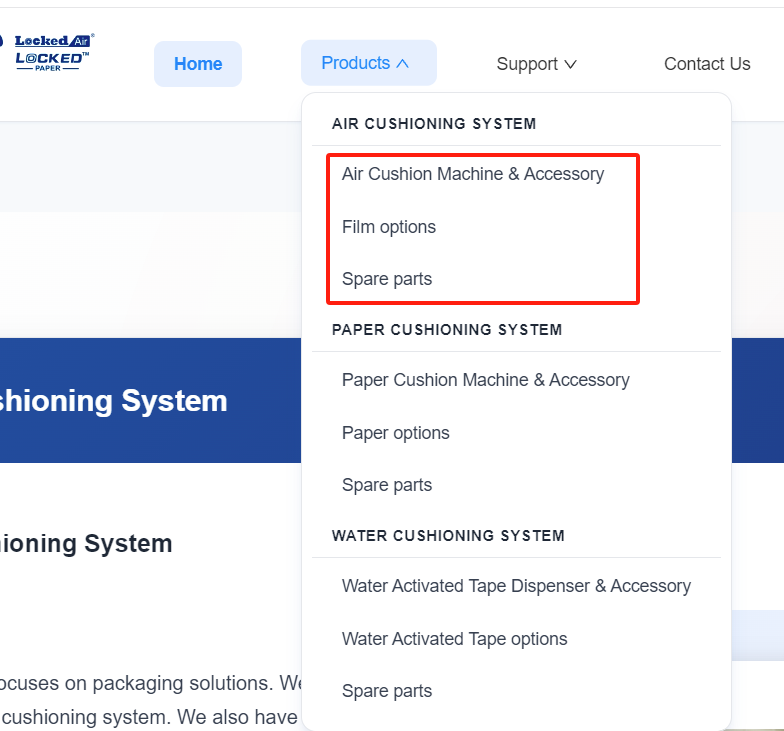 Locked Air®
LOCKED™
PAPER
Home
Products
Support
Contact Us
AIR CUSHIONING SYSTEM
Air Cushion Machine & Accessory
Film options
Spare parts
PAPER CUSHIONING SYSTEM
Paper Cushion Machine & Accessory
Paper options
Spare parts
WATER CUSHIONING SYSTEM
Water Activated Tape Dispenser & Accessory
Water Activated Tape options
Spare parts
shioning System
ioning System
ocuses on packaging solutions. We
cushioning system. We also have